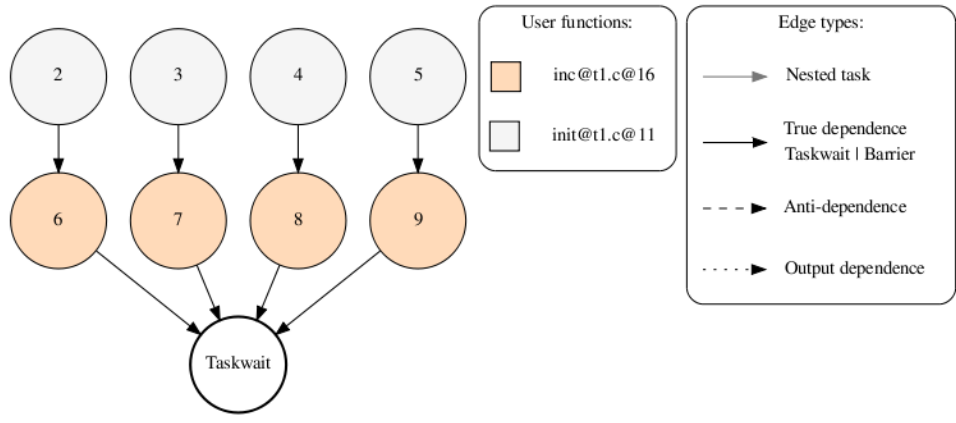 2
3
4
5
6
7
8
9
Taskwait
User functions:
inc@t1.c@16
init@t1.c@11
Edge types:
Nested task
True dependence
Taskwait | Barrier
Anti-dependence
Output dependence